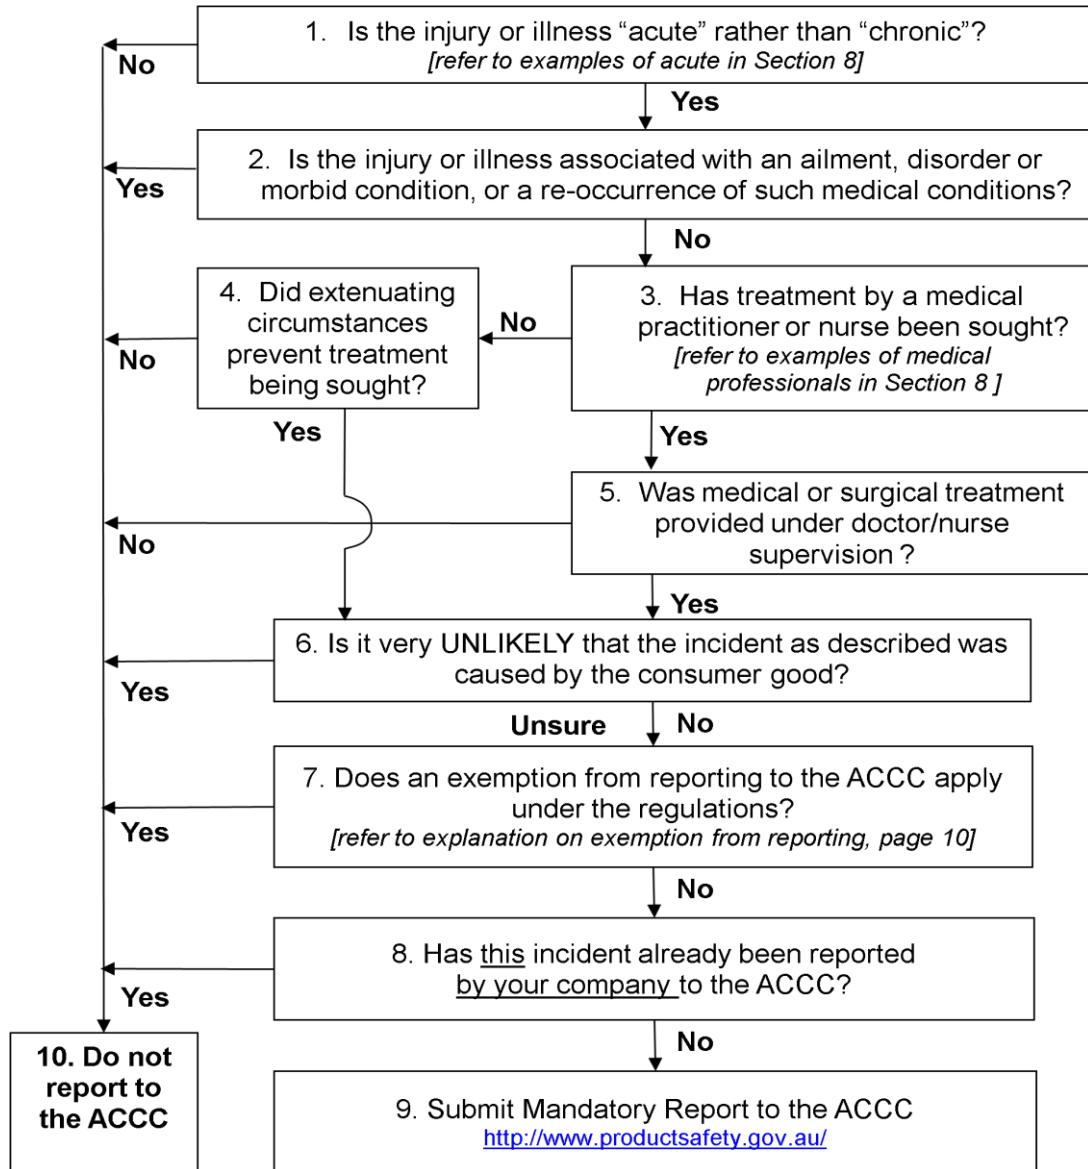 1. Is the injury or illness “acute” rather than “chronic”?
[refer to examples of acute in Section 8]
No
Yes
2. Is the injury or illness associated with an ailment, disorder or
morbid condition, or a re-occurrence of such medical conditions?
Yes
No
4. Did extenuating
circumstances
prevent treatment
being sought?
No
Yes
No
3. Has treatment by a medical
practitioner or nurse been sought?
[refer to examples of medical
professionals in Section 8 ]
Yes
5. Was medical or surgical treatment
provided under doctor/nurse
supervision ?
No
Yes
6. Is it very UNLIKELY that the incident as described was
caused by the consumer good?
Yes
Unsure
No
7. Does an exemption from reporting to the ACCC apply
under the regulations?
[refer to explanation on exemption from reporting, page 10]
Yes
No
8. Has this incident already been reported
by your company to the ACCC?
Yes
No
10. Do not
report to
the ACCC
9. Submit Mandatory Report to the ACCC
http://www.productsafety.gov.au/